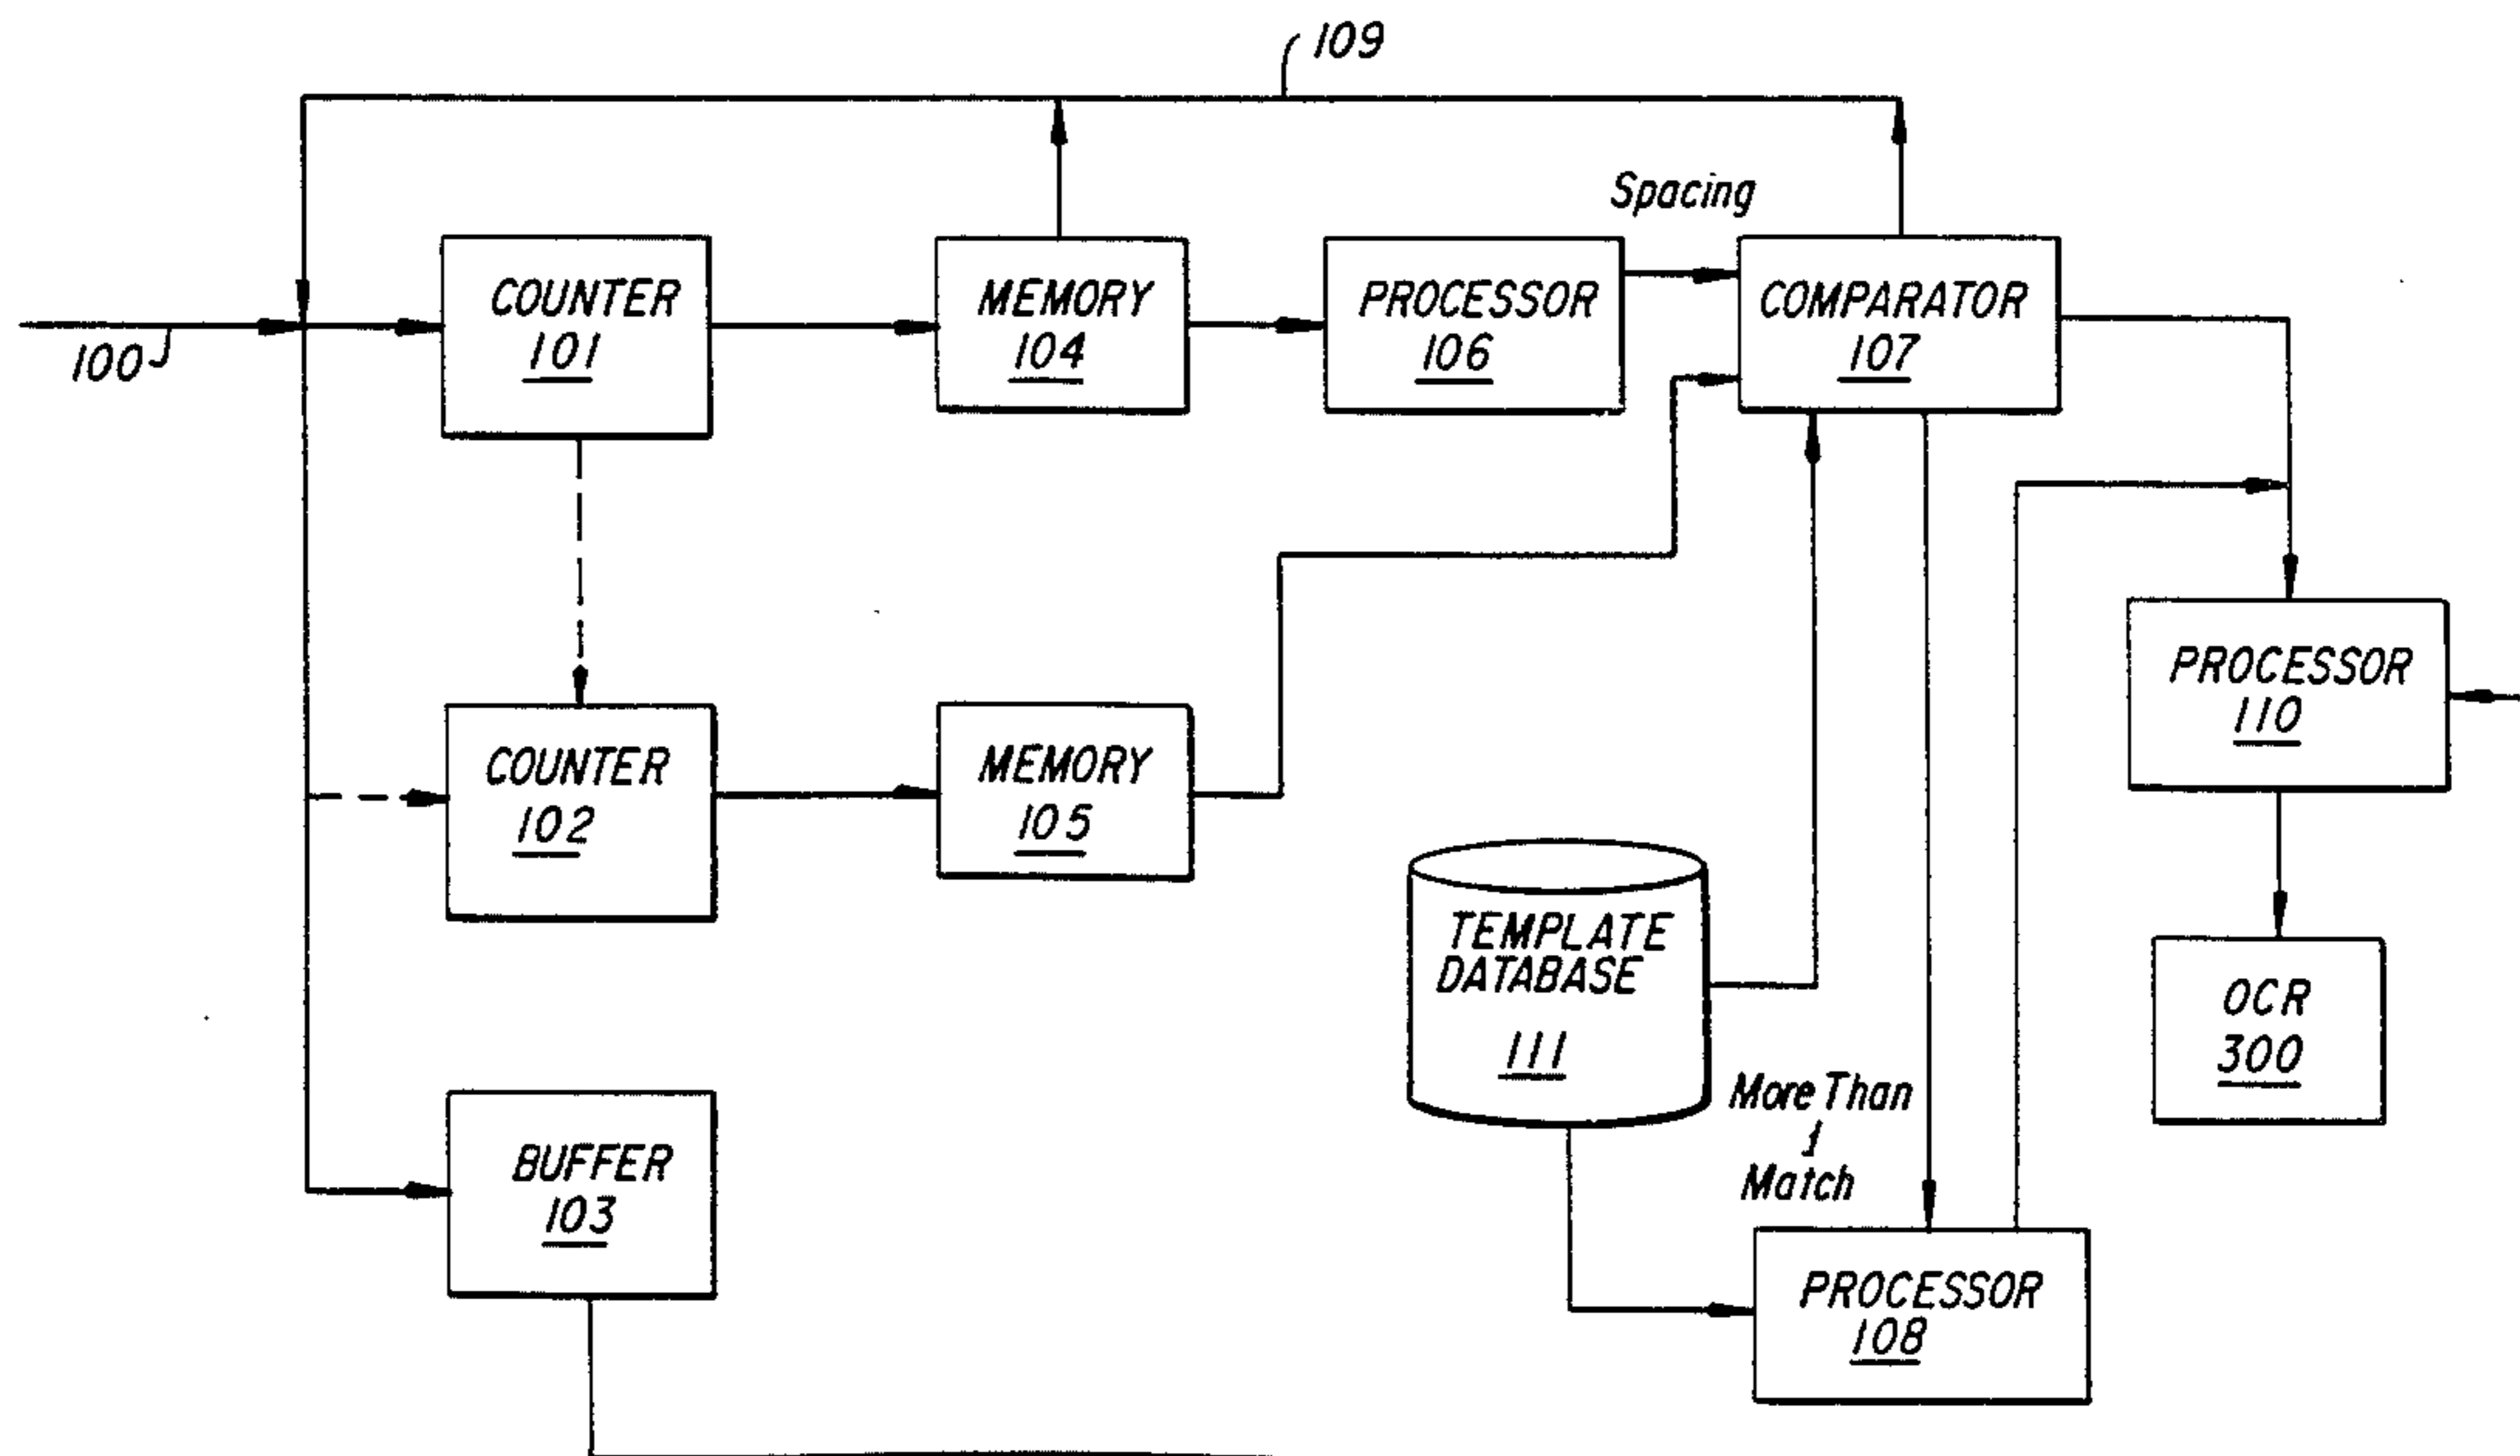 109
Spacing
COUNTER
101
MEMORY
104
PROCESSOR
106
COMPARATOR
107
100
PROCESSOR
110
COUNTER
102
MEMORY
105
TEMPLATE
DATABASE
111
OCR
300
More Than
1
Match
BUFFER
103
PROCESSOR
108